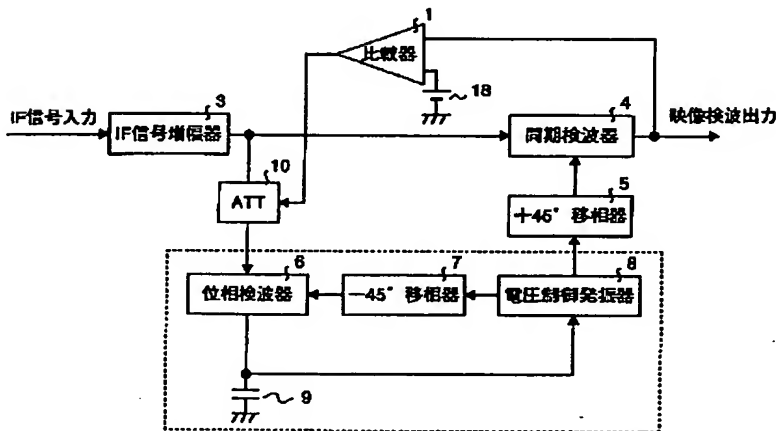 1
比較器
18
IF信号入力
3
IF信号増幅器
4
同期検波器
映像検波出力
10
ATT
5
+45° 移相器
6
位相検波器
7
-45° 移相器
8
電圧制御発振器
9